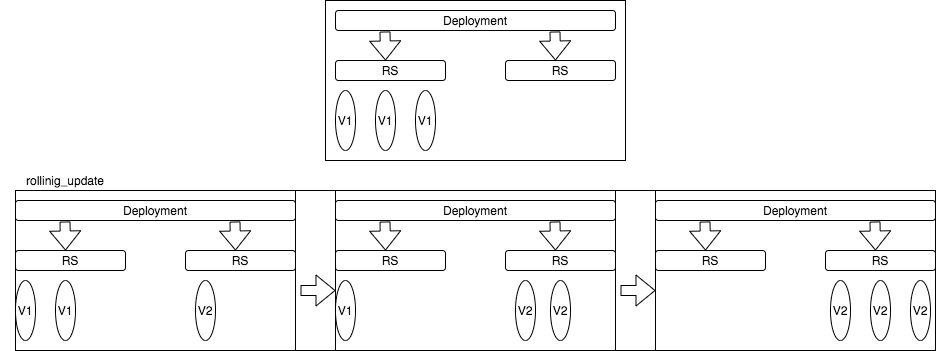 Deployment
RS RS
V1 V1 V1
rollinig_update
Deployment Deployment Deployment
RS RS RS RS RS RS
V1 V1 V2 V1 V2 V2 V2 V2 V2